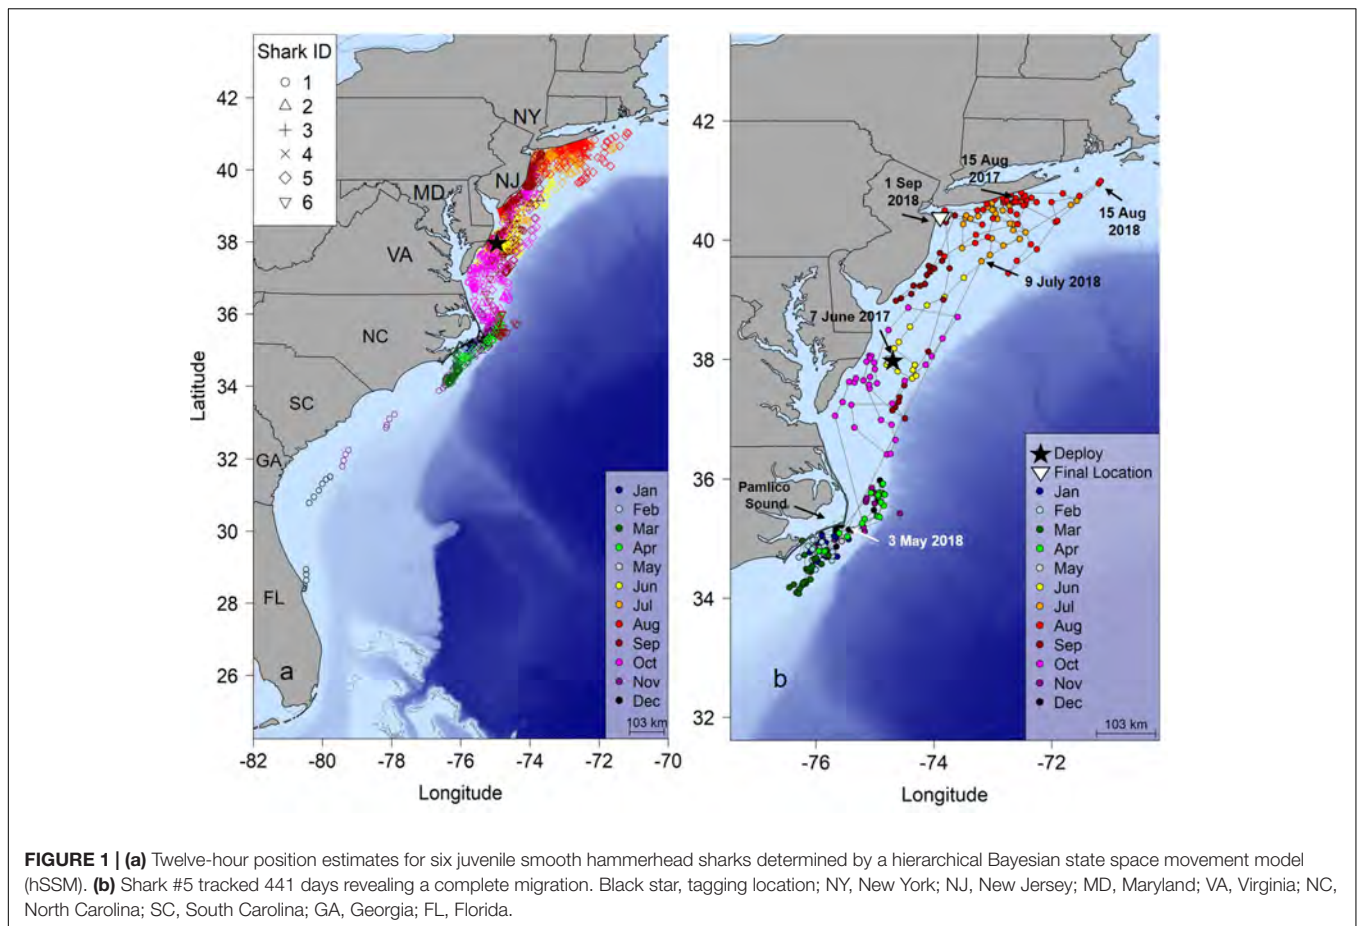 Shark ID
1
2
3
4
5
6
42
40
38
36
34
32
30
28
26
Latitude
NY
NJ
MD
VA
NC
SC
GA
FL
a
Jan
Feb
Mar
Apr
May
Jun
Jul
Aug
Sep
Oct
Nov
Dec
103 km
-82
-80
-78
-76
-74
-72
-70
Longitude
42
40
38
36
34
32
15 Aug
2017
1 Sep
2018
15 Aug
2018
9 July 2018
7 June 2017
Pamlico
Sound
3 May 2018
b
Deploy
Final Location
Jan
Feb
Mar
Apr
May
Jun
Jul
Aug
Sep
Oct
Nov
Dec
103 km
-76
-74
-72
Longitude
FIGURE 1 | (a) Twelve-hour position estimates for six juvenile smooth hammerhead sharks determined by a hierarchical Bayesian state space movement model
(hSSM). (b) Shark #5 tracked 441 days revealing a complete migration. Black star, tagging location; NY, New York; NJ, New Jersey; MD, Maryland; VA, Virginia; NC,
North Carolina; SC, South Carolina; GA, Georgia; FL, Florida.